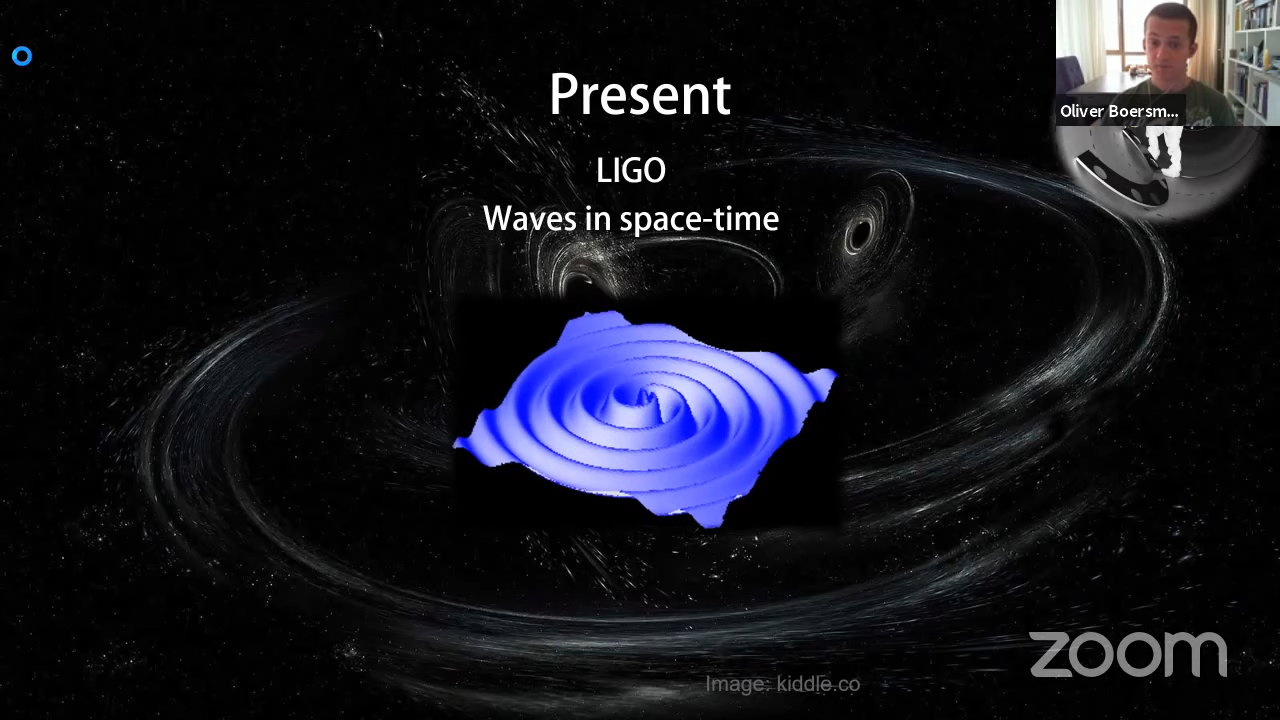 Present
LIGO
Waves in space-time
Oliver Boersm...
zoom
Image: kiddle.co